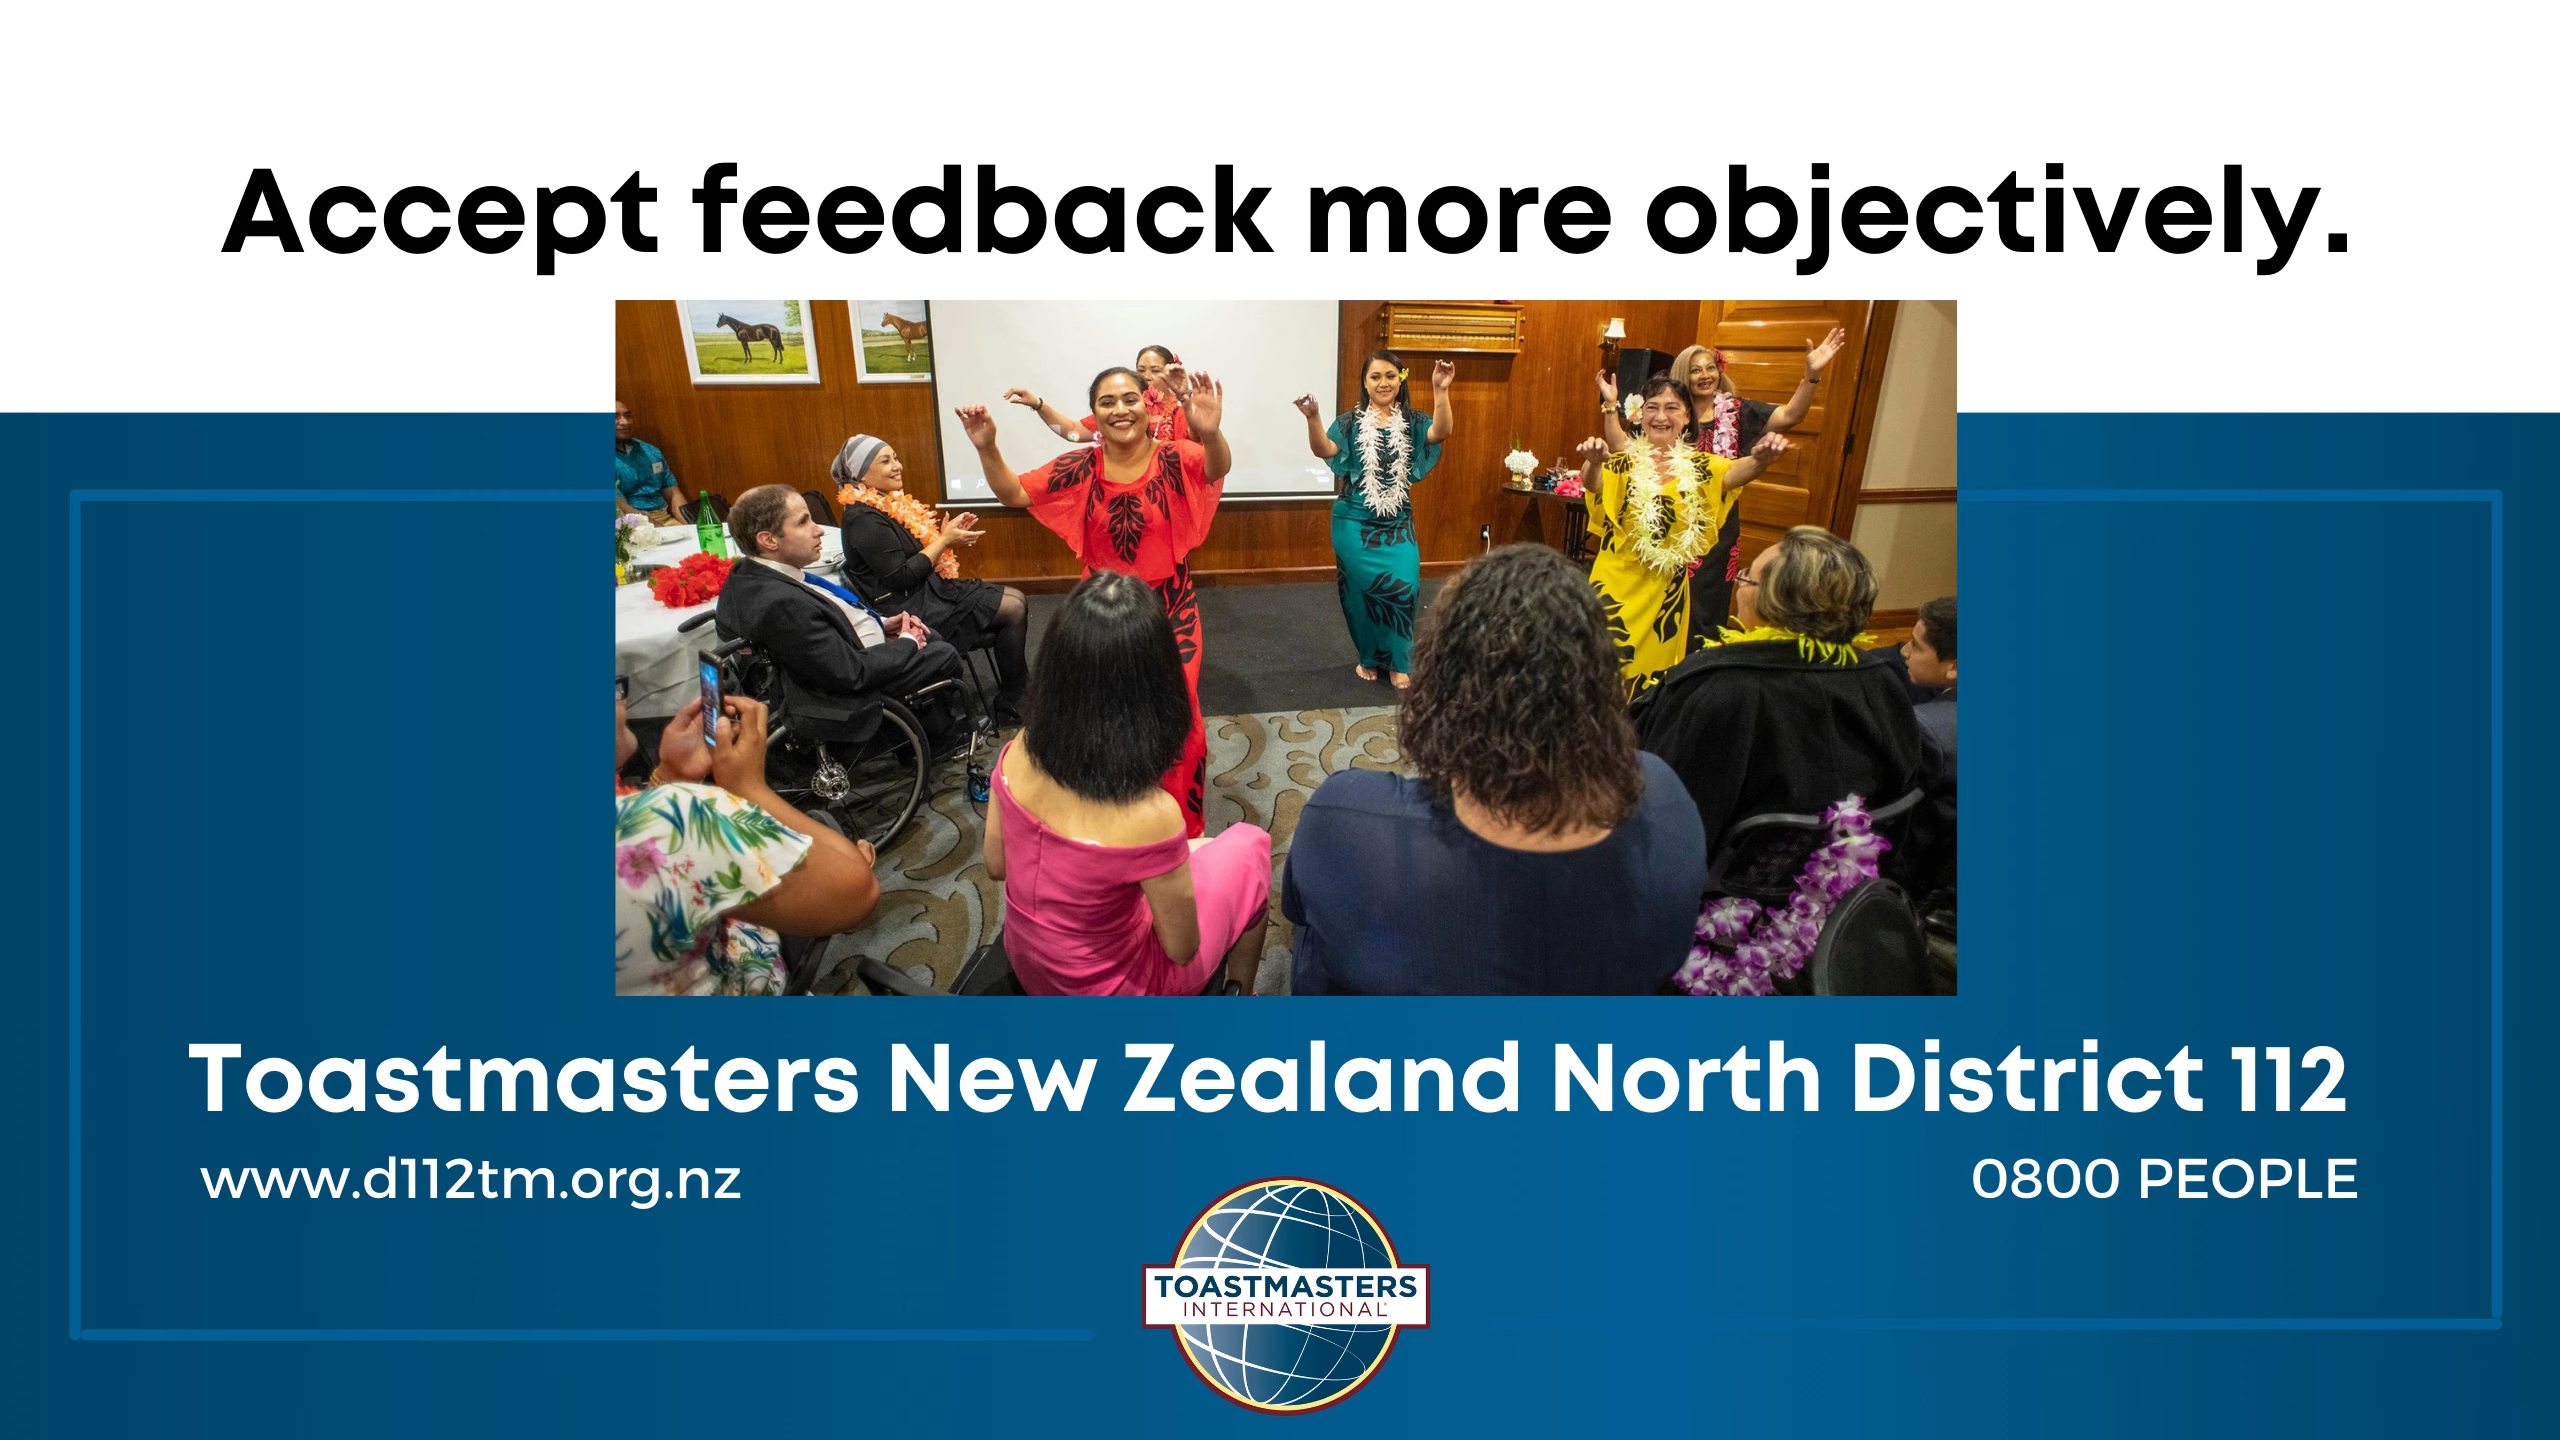 Accept feedback more objectively.
Toastmasters New Zealand North District 112
www.d112tm.org.nz
0800 PEOPLE
TOASTMASTERS
INTERNATIONAL